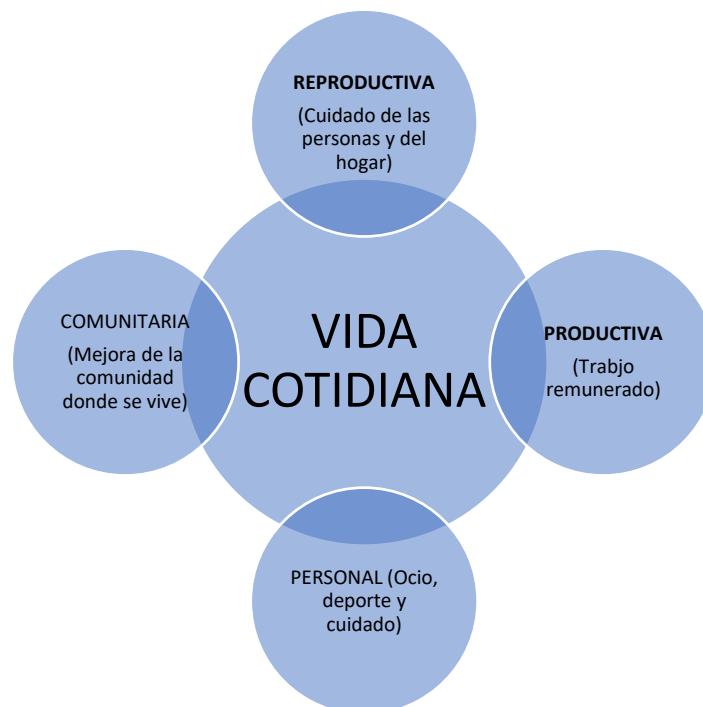 REPRODUCTIVA
(Cuidado de las
personas y del
hogar)
COMUNITARIA
(Mejora de la
comunidad
donde se vive)
VIDA
COTIDIANA
PRODUCTIVA
(Trabjo
remunerado)
PERSONAL (Ocio,
deporte y
cuidado)